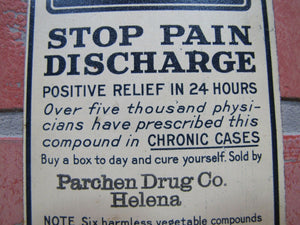 STOP PAIN
DISCHARGE
POSITIVE RELIEF IN 24 HOURS
Over five thousand physi-
cians have prescribed this
compound in CHRONIC CASES
Buy a box to day and cure yourself. Sold by
Parchen Drug Co.
Helena
NOTE Six harmless vegetable compounds